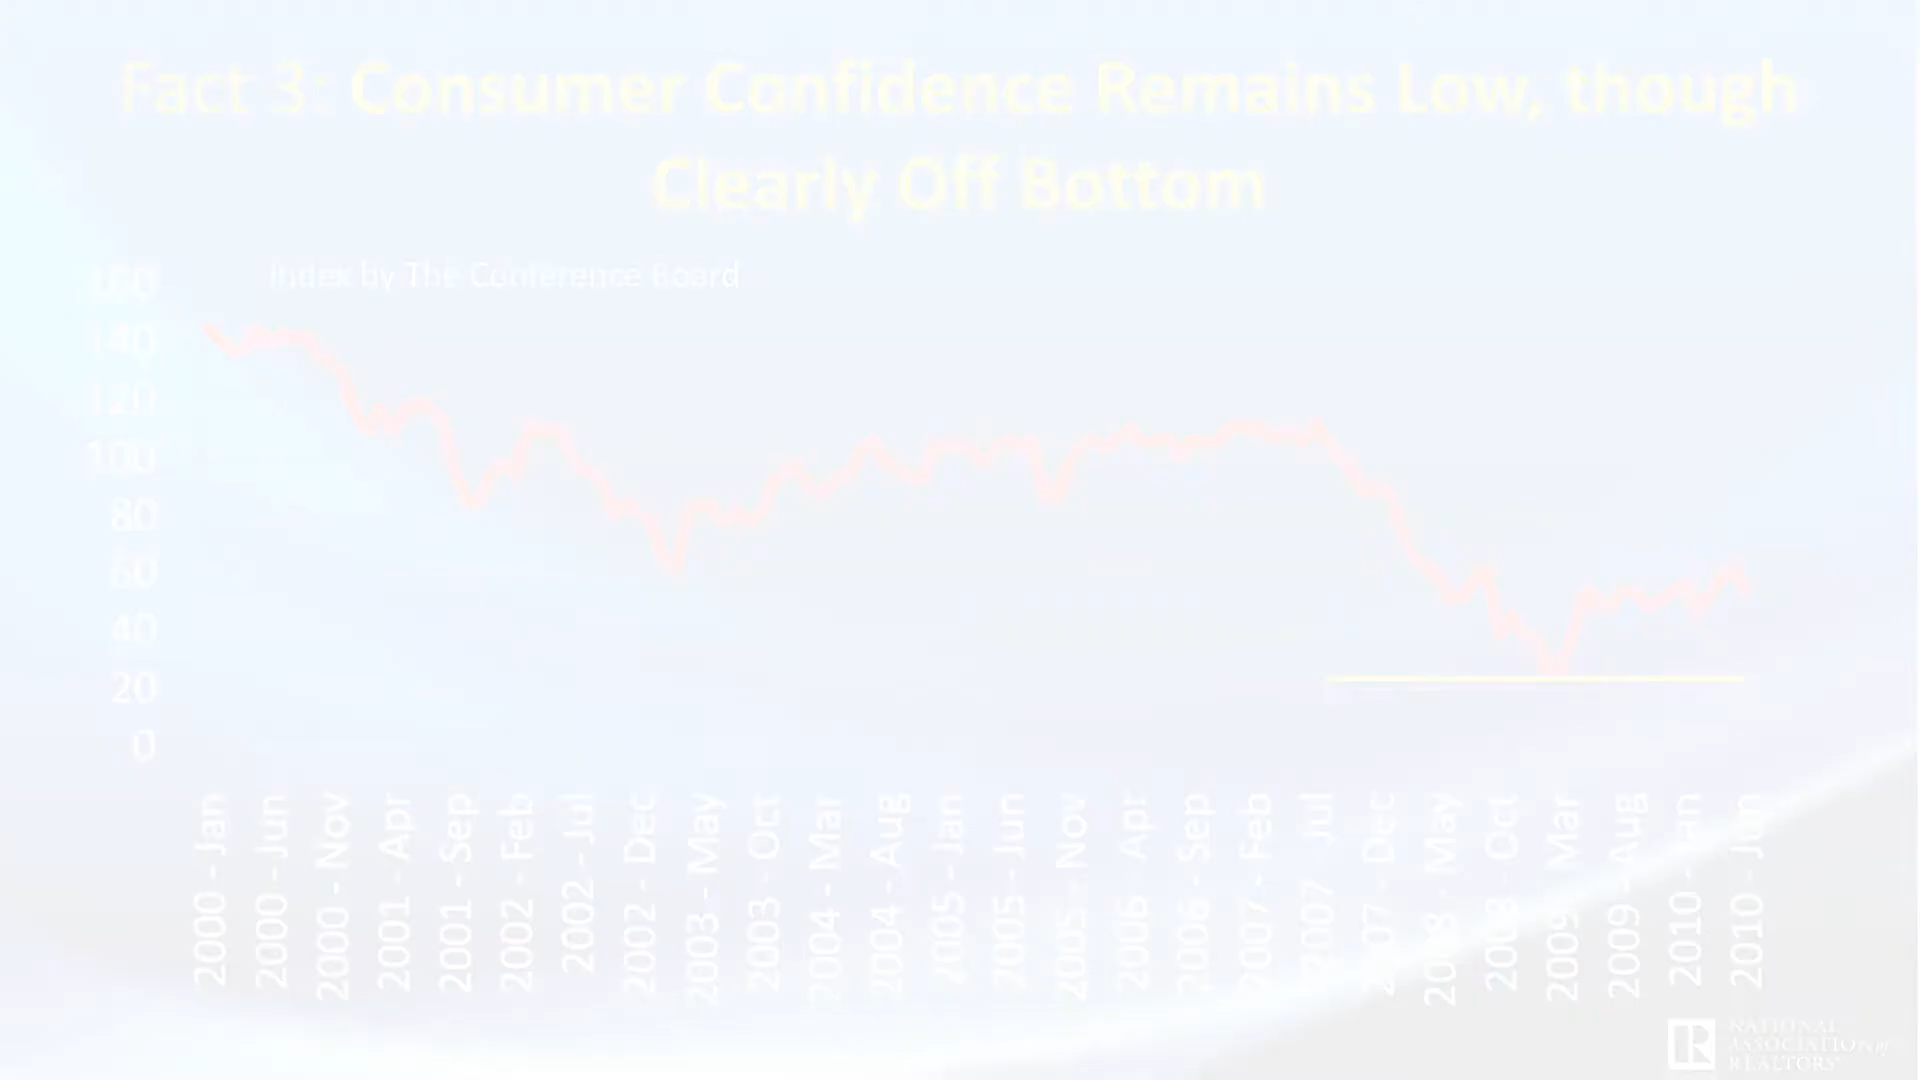 Fact 3: Consumer Confidence Remains Low, though
Clearly Off Bottom
Index by The Conference Board
160
140
120
100
80
60
40
20
0
2000 - Jan
2000 - Jun
2000 - Nov
2001 - Apr
2001 - Sep
2002 - Feb
2002 - Jul
2002 - Dec
2003 - May
2003 - Oct
2004 - Mar
2004 - Aug
2005 - Jan
2005 - Jun
2005 - Nov
2006 - Apr
2006 - Sep
2007 - Feb
2007 - Jul
2007 - Dec
2008 - May
2008 - Oct
2009 - Mar
2009 - Aug
2010 - Jan
2010 - Jun
R
NATIONAL
ASSOCIATION of
REALTORS®